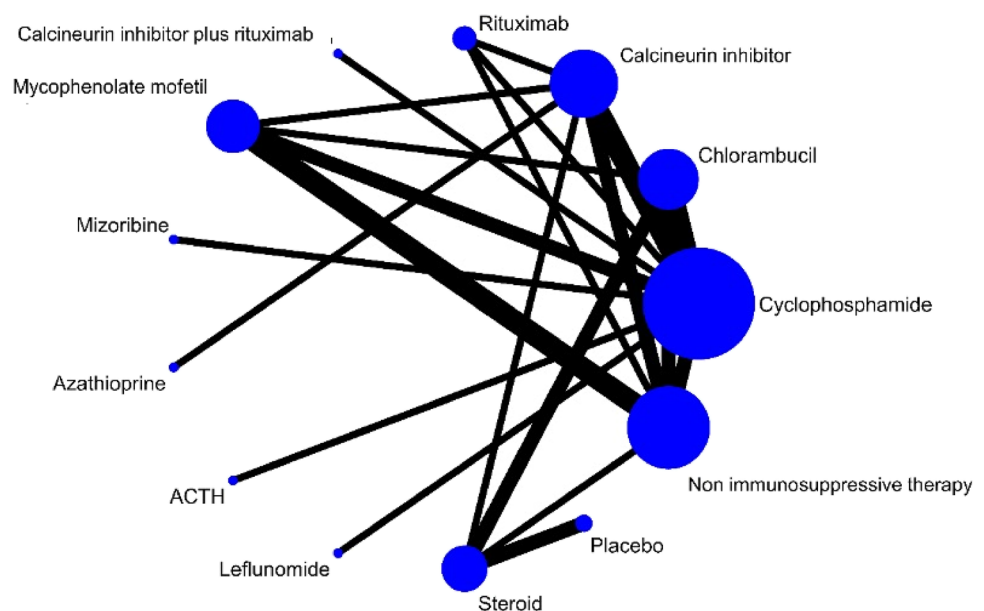 Rituximab
Calcineurin inhibitor plus rituximab
Calcineurin inhibitor
Mycophenolate mofetil
Chlorambucil
Mizoribine
Cyclophosphamide
Azathioprine
Non immunosuppressive therapy
ACTH
Placebo
Leflunomide
Steroid